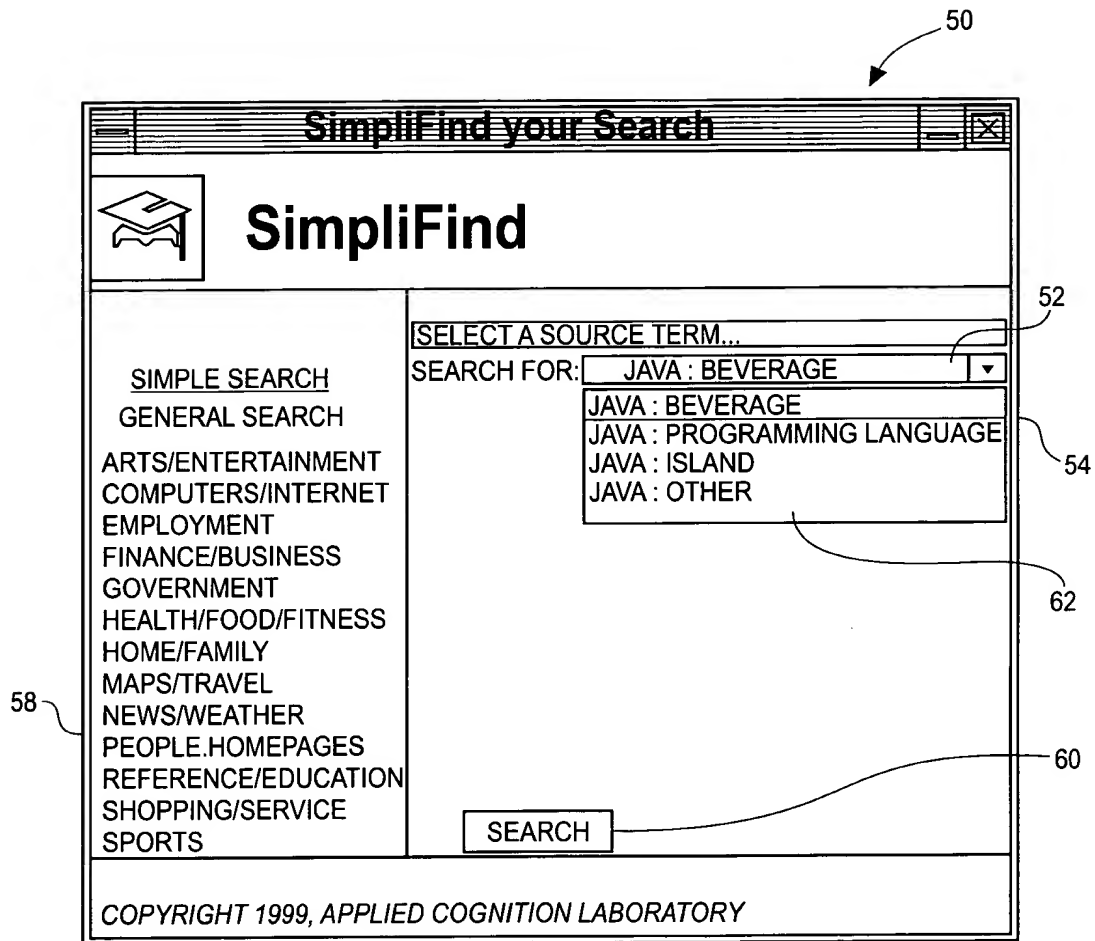 50
SimpliFind your Search
SimpliFind
52
SELECT A SOURCE TERM...
SEARCH FOR: JAVA : BEVERAGE
JAVA : BEVERAGE
JAVA : PROGRAMMING LANGUAGE
JAVA : ISLAND
JAVA : OTHER
54
62
SIMPLE SEARCH
GENERAL SEARCH
ARTS/ENTERTAINMENT
COMPUTERS/INTERNET
EMPLOYMENT
FINANCE/BUSINESS
GOVERNMENT
HEALTH/FOOD/FITNESS
HOME/FAMILY
MAPS/TRAVEL
NEWS/WEATHER
PEOPLE.HOMEPAGES
REFERENCE/EDUCATION
SHOPPING/SERVICE
SPORTS
58
60
SEARCH
COPYRIGHT 1999, APPLIED COGNITION LABORATORY